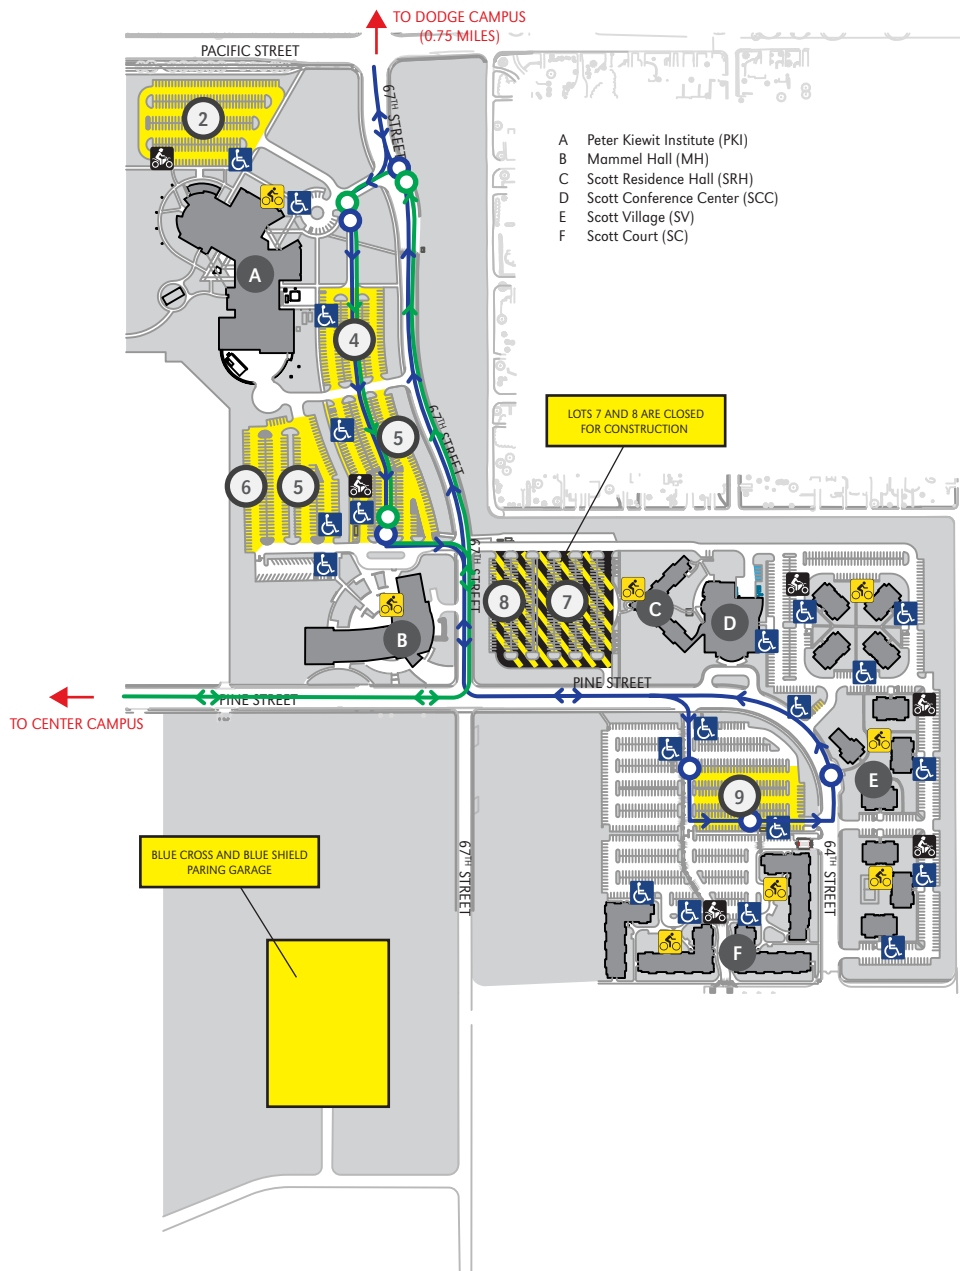 TO DODGE CAMPUS
(0.75 MILES)
PACIFIC STREET
67TH STREET
2
A Peter Kiewit Institute (PKI)
B Mammel Hall (MH)
C Scott Residence Hall (SRH)
D Scott Conference Center (SCC)
E Scott Village (SV)
F Scott Court (SC)
A
4
67TH STREET
LOTS 7 AND 8 ARE CLOSED
FOR CONSTRUCTION
5
6
5
67TH STREET
8
7
C
D
B
PINE STREET
PINE STREET
TO CENTER CAMPUS
E
9
BLUE CROSS AND BLUE SHIELD
PARING GARAGE
67TH STREET
64TH STREET
F